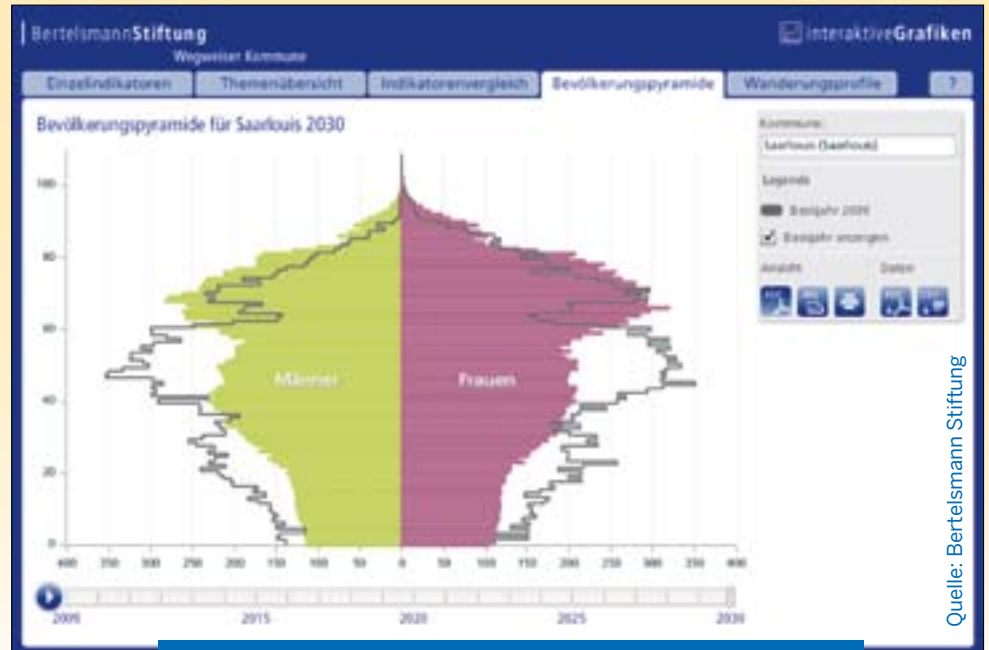 BertelsmannStiftung
Wegweiser Kommune
interaktiveGrafiken
Einzelindikatoren
Themenübersicht
Indikatorenvergleich
Bevölkerungspyramide
Wanderungsprofile
?
Bevölkerungspyramide für Saarlouis 2030
Kommune:
Saarlouis (Saarlouis)
Legende
Basisjahr 2009
Basisjahr anzeigen
Ansicht
Daten
100
80
60
40
20
0
Männer
Frauen
400 350 300 250 200 150 100 50 0 50 100 150 200 250 300 350 400
2009 2015 2020 2025 2030
Quelle: Bertelsmann Stiftung